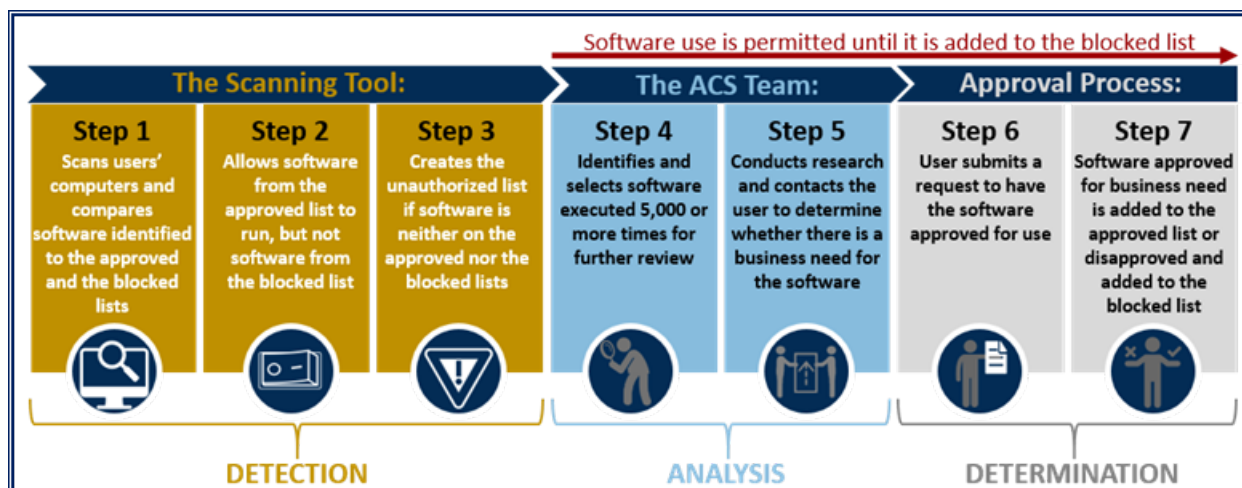 Software use is permitted until it is added to the blocked list
The Scanning Tool:
The ACS Team:
Approval Process:
Step 1
Scans users'
computers and
compares
software identified
to the approved
and the blocked
lists
Step 2
Allows software
from the
approved list to
run, but not
software from
the blocked list
Step 3
Creates the
unauthorized list
if software is
neither on the
approved nor the
blocked lists
Step 4
Identifies and
selects software
executed 5,000 or
more times for
further review
Step 5
Conducts research
and contacts the
user to determine
whether there is a
business need for
the software
Step 6
User submits a
request to have
the software
approved for use
Step 7
Software approved
for business need
is added to the
approved list or
disapproved and
added to the
blocked list
DETECTION
ANALYSIS
DETERMINATION